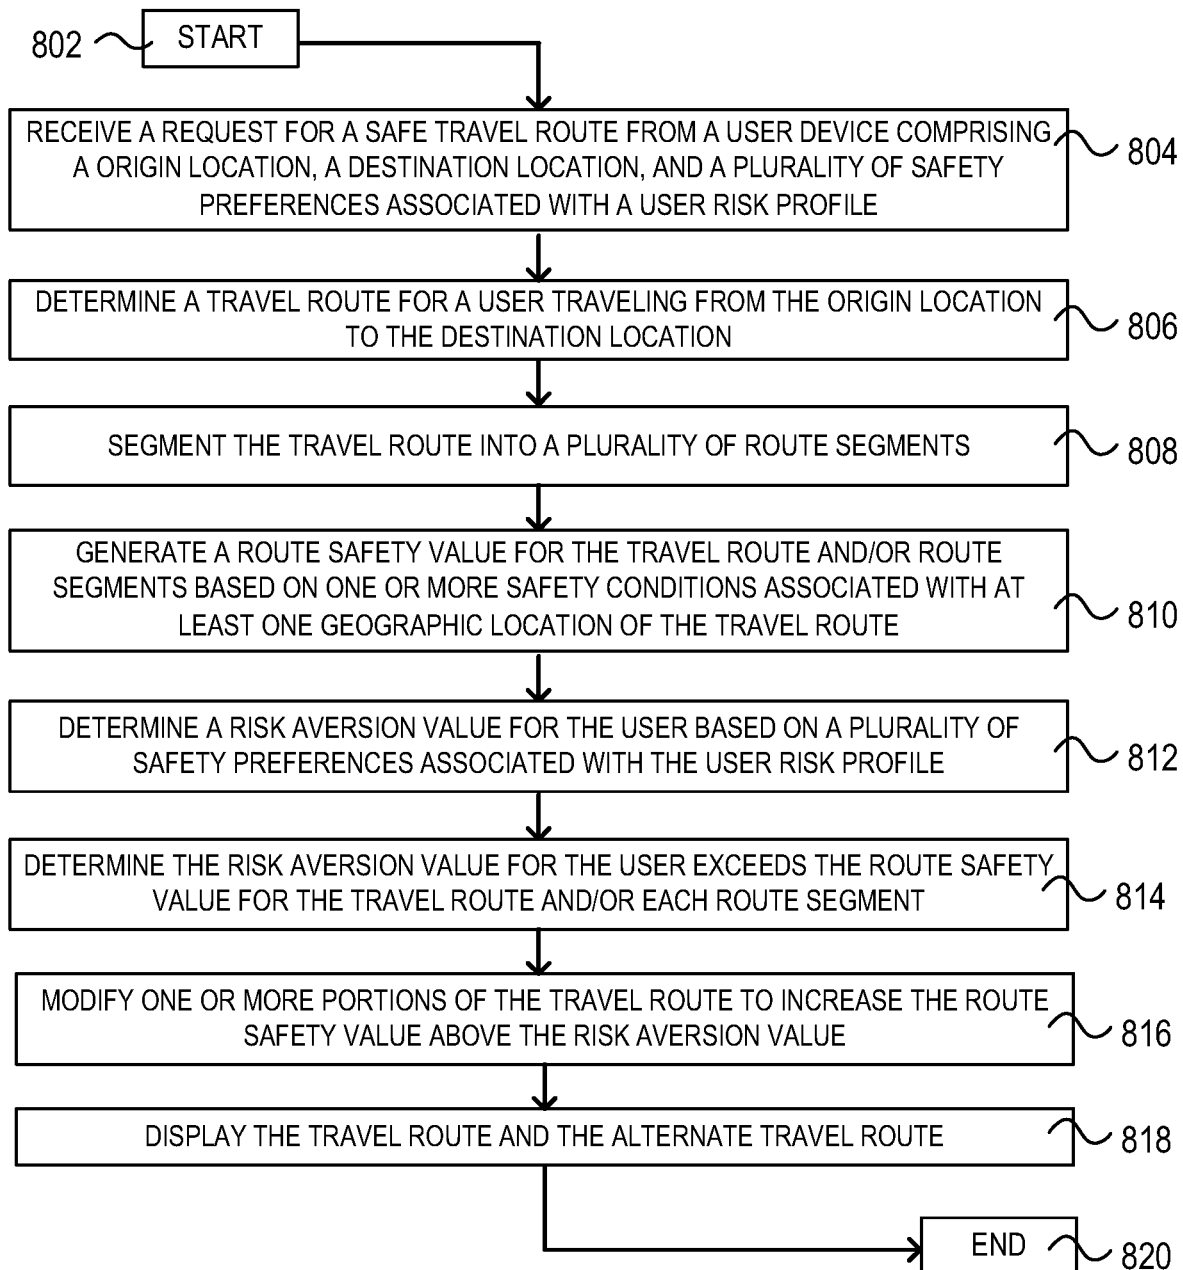 802
START
RECEIVE A REQUEST FOR A SAFE TRAVEL ROUTE FROM A USER DEVICE COMPRISING
A ORIGIN LOCATION, A DESTINATION LOCATION, AND A PLURALITY OF SAFETY
PREFERENCES ASSOCIATED WITH A USER RISK PROFILE
804
DETERMINE A TRAVEL ROUTE FOR A USER TRAVELING FROM THE ORIGIN LOCATION
TO THE DESTINATION LOCATION
806
SEGMENT THE TRAVEL ROUTE INTO A PLURALITY OF ROUTE SEGMENTS
808
GENERATE A ROUTE SAFETY VALUE FOR THE TRAVEL ROUTE AND/OR ROUTE
SEGMENTS BASED ON ONE OR MORE SAFETY CONDITIONS ASSOCIATED WITH AT
LEAST ONE GEOGRAPHIC LOCATION OF THE TRAVEL ROUTE
810
DETERMINE A RISK AVERSION VALUE FOR THE USER BASED ON A PLURALITY OF
SAFETY PREFERENCES ASSOCIATED WITH THE USER RISK PROFILE
812
DETERMINE THE RISK AVERSION VALUE FOR THE USER EXCEEDS THE ROUTE SAFETY
VALUE FOR THE TRAVEL ROUTE AND/OR EACH ROUTE SEGMENT
814
MODIFY ONE OR MORE PORTIONS OF THE TRAVEL ROUTE TO INCREASE THE ROUTE
SAFETY VALUE ABOVE THE RISK AVERSION VALUE
816
DISPLAY THE TRAVEL ROUTE AND THE ALTERNATE TRAVEL ROUTE
818
END
820